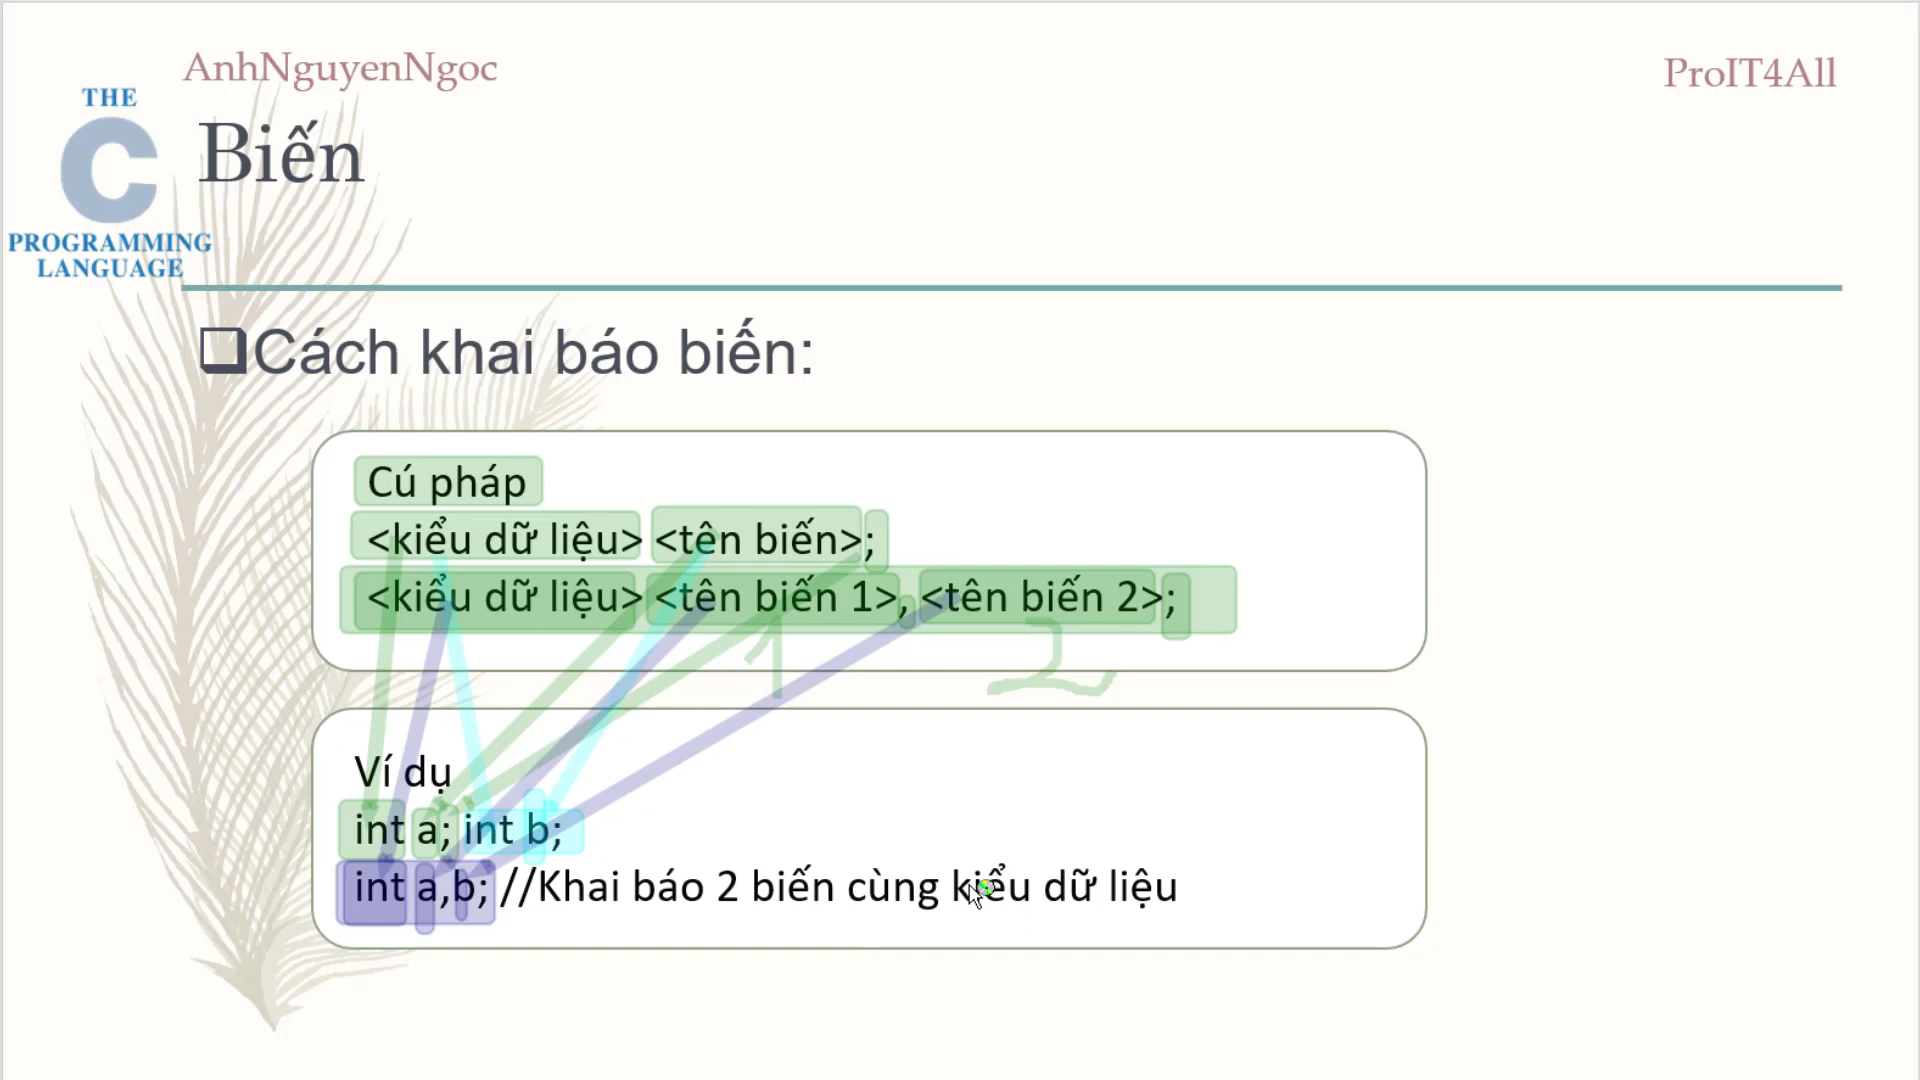 AnhNguyenNgoc
ProIT4All
THE
C
PROGRAMMING
LANGUAGE
Biến
❑Cách khai báo biến:
Cú pháp
<kiểu dữ liệu> <tên biến>;
<kiểu dữ liệu> <tên biến 1>, <tên biến 2>;
1 2
Ví dụ
int a; int b;
int a,b; //Khai báo 2 biến cùng kiểu dữ liệu